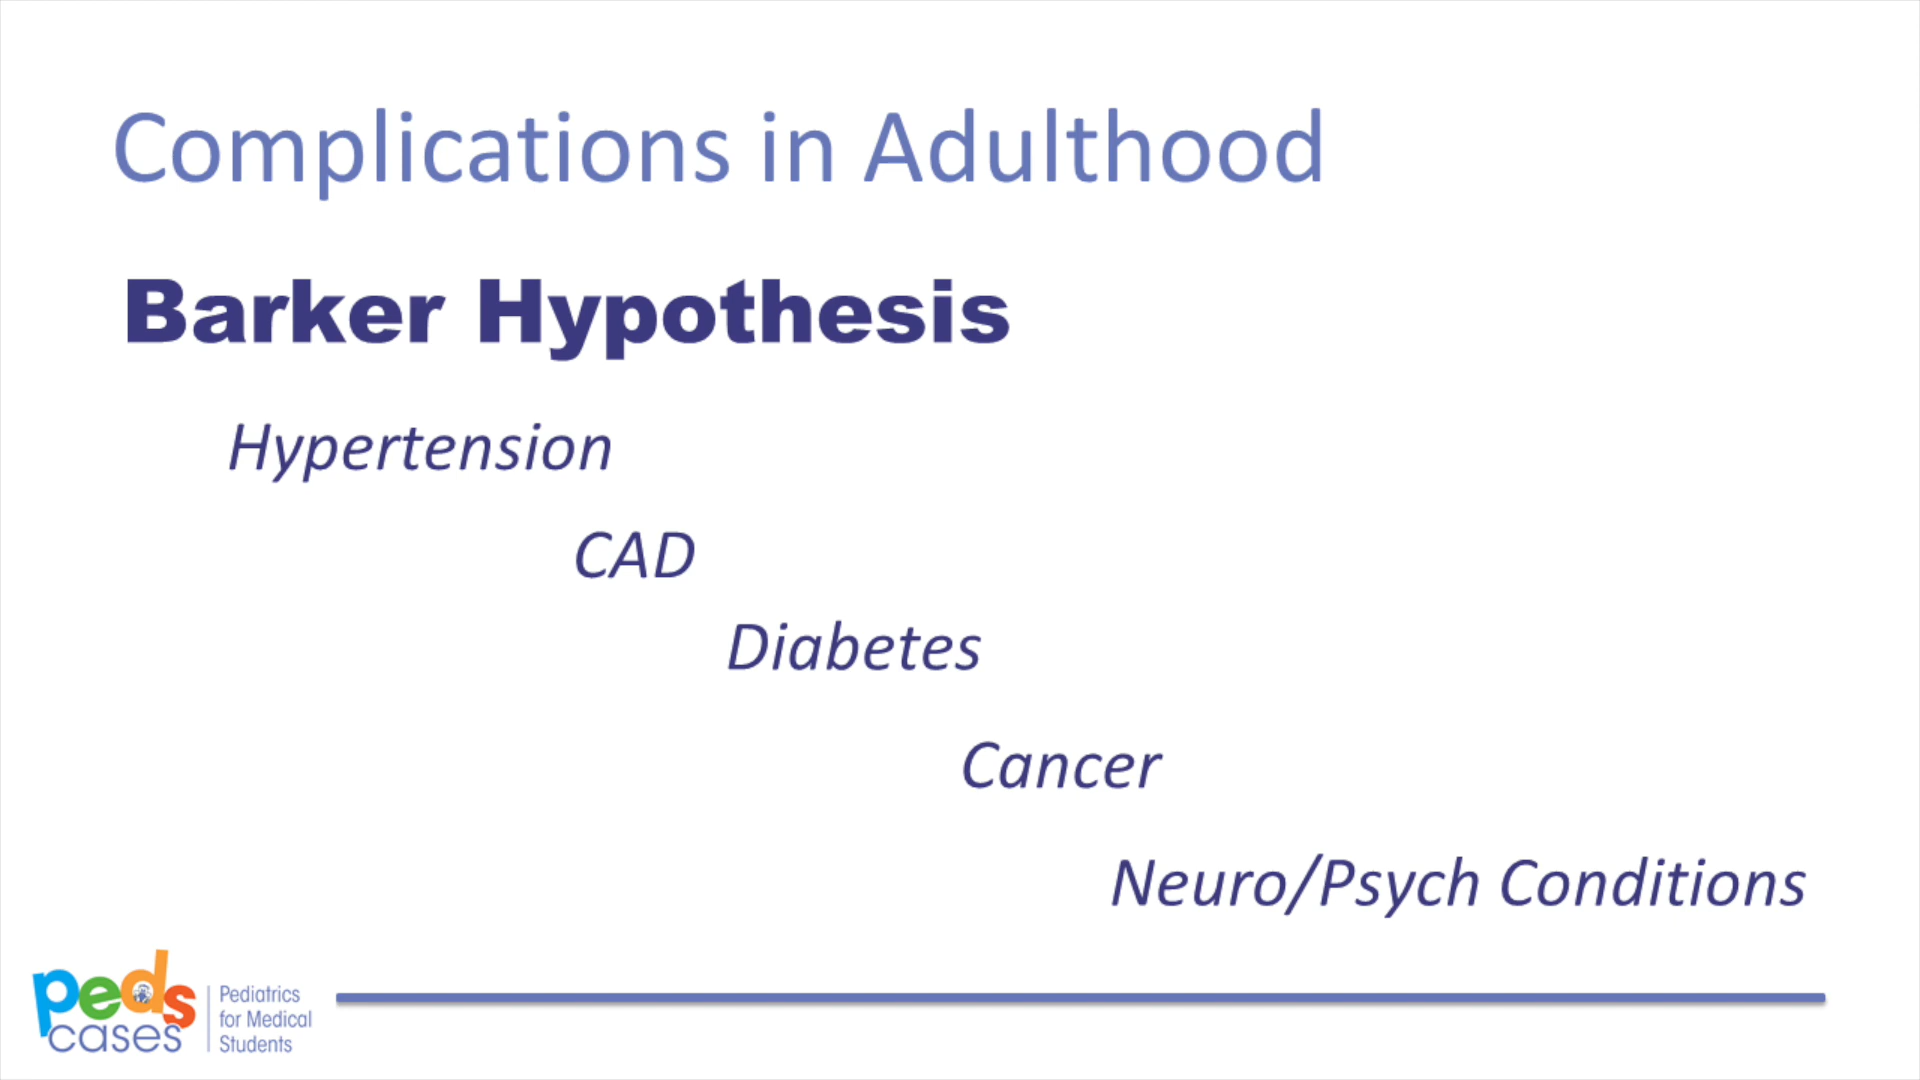 Complications in Adulthood
Barker Hypothesis
Hypertension
CAD
Diabetes
Cancer
Neuro/Psych Conditions
peds
cases
Pediatrics
for Medical
Students